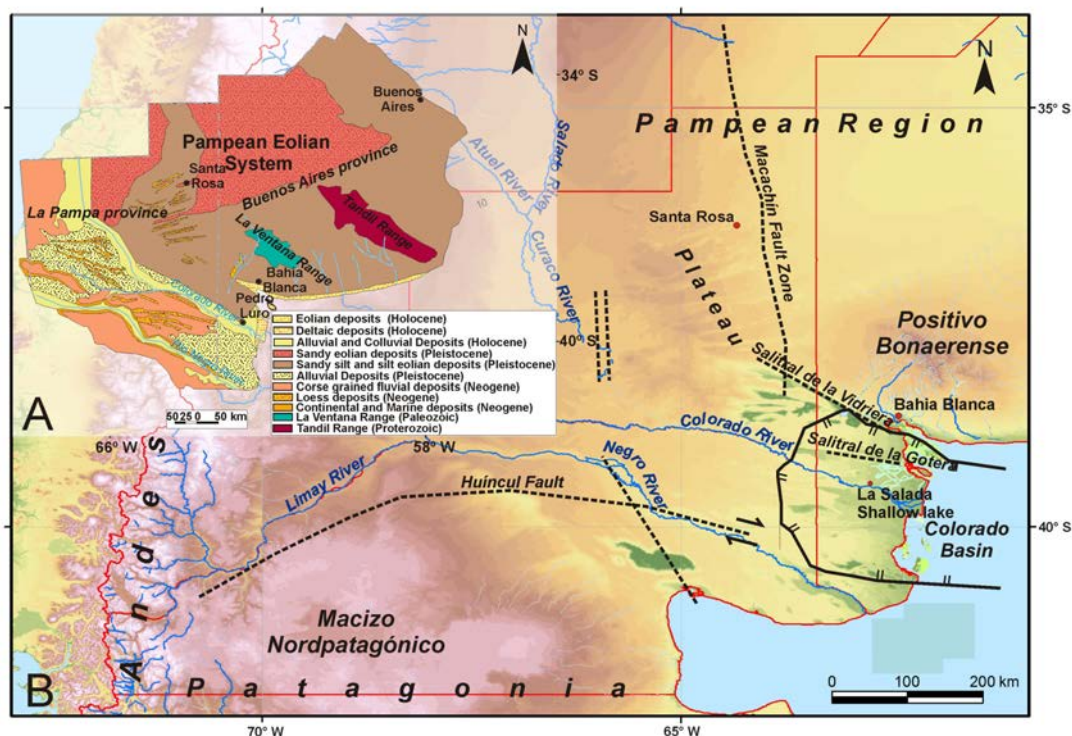 A
N
34° S
Buenos
Aires
Pampean Eolian
System
Santa
Rosa
Buenos Aires province
La Pampa province
Tandil Range
La Ventana Range
Bahia
Blanca
Colorado River
Pedro
Luro
40° S
Eolian deposits (Holocene)
Deltaic deposits (Holocene)
Alluvial and Colluvial Deposits (Holocene)
Sandy eolian deposits (Pleistocene)
Sandy silt and silt eolian deposits (Pleistocene)
Alluvial Deposits (Pleistocene)
Corse grained fluvial deposits (Neogene)
Loess deposits (Neogene)
Continental and Marine deposits (Neogene)
La Ventana Range (Paleozoic)
Tandil Range (Proterozoic)
5025 0 50 km
66° W
58° W
B
N
35° S
Pampean Region
Atuel River
Salado River
Curaco River
10
Macachin Fault Zone
Santa Rosa
Plateau
Positivo
Bonaerense
Salitral de la Vidriera
Bahia Blanca
Colorado River
Salitral de la Gotera
Negro River
Limay River
Huincul Fault
La Salada
Shallow lake
40° S
Colorado
Basin
Andes
Macizo
Nordpatagónico
Patagonia
0 100 200 km
70° W
65° W